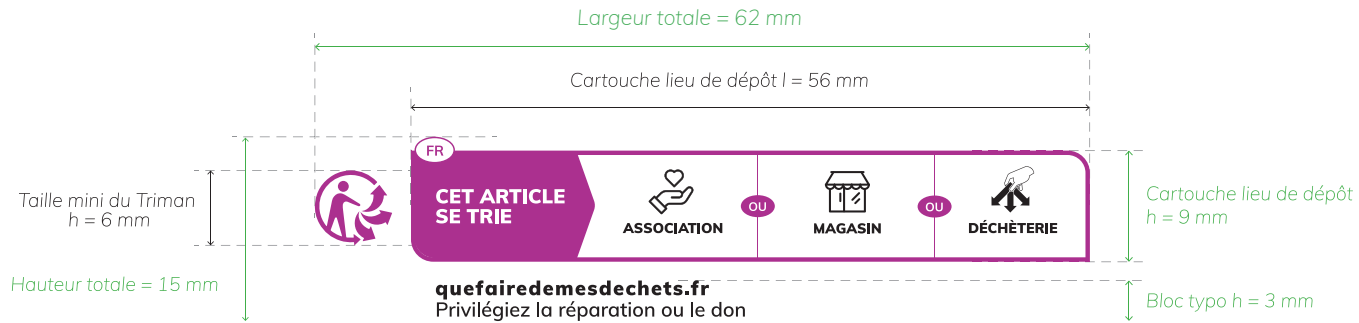 Largeur totale = 62 mm
Cartouche lieu de dépôt l = 56 mm
Taille mini du Triman
h = 6 mm
Hauteur totale = 15 mm
FR
CET ARTICLE
SE TRIE
ASSOCIATION
OU
MAGASIN
OU
DÉCHÈTERIE
Cartouche lieu de dépôt
h = 9 mm
quefairedemesdechets.fr
Privilégiez la réparation ou le don
Bloc typo h = 3 mm